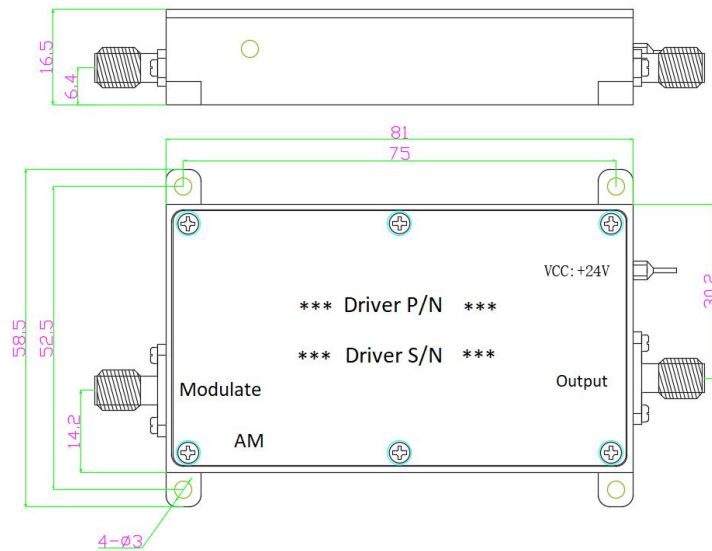 16.5
6.4
81
75
VCC:+24V
*** Driver P/N ***
58.5
52.5
*** Driver S/N ***
Modulate
Output
14.2
AM
4-ø3